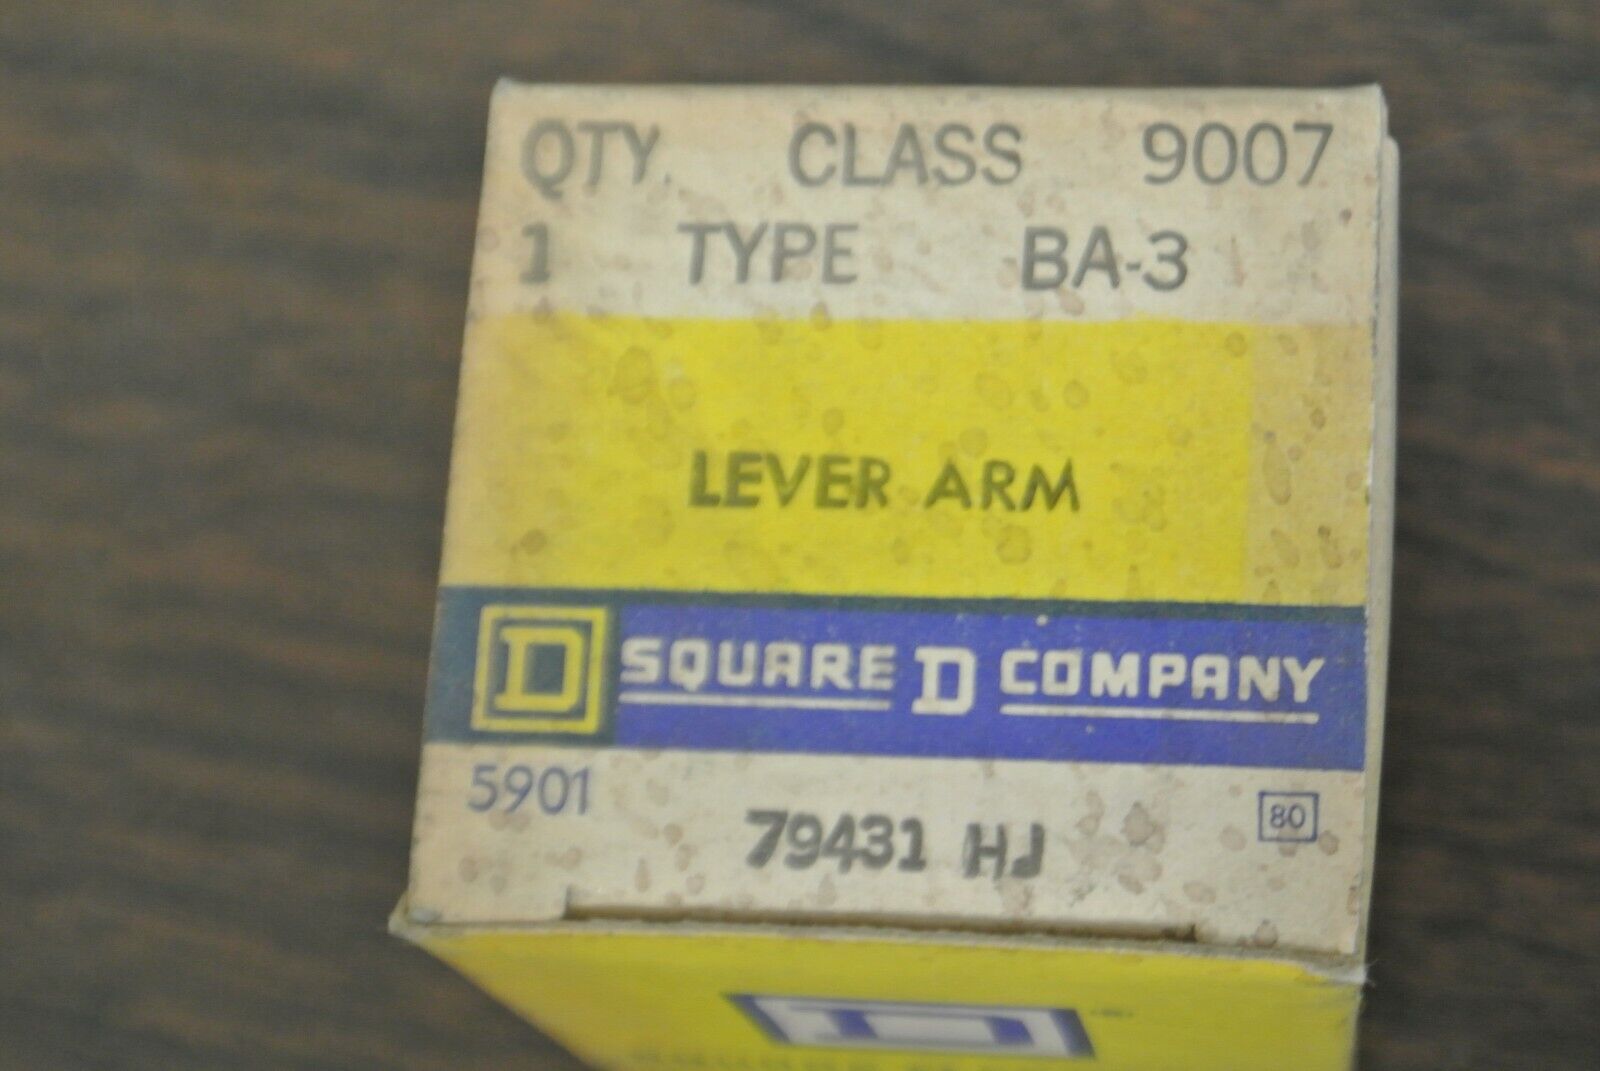 QTY. CLASS 9007
1 TYPE BA-3
LEVER ARM
D SQUARE D COMPANY
5901
79431 HJ
80
D